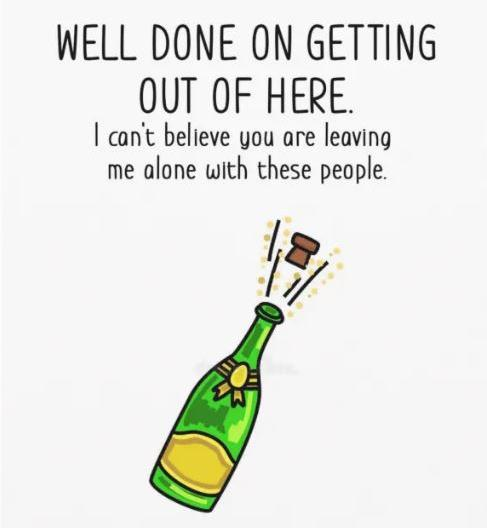 WELL DONE ON GETTING
OUT OF HERE.
I can't believe you are leaving
me alone with these people.